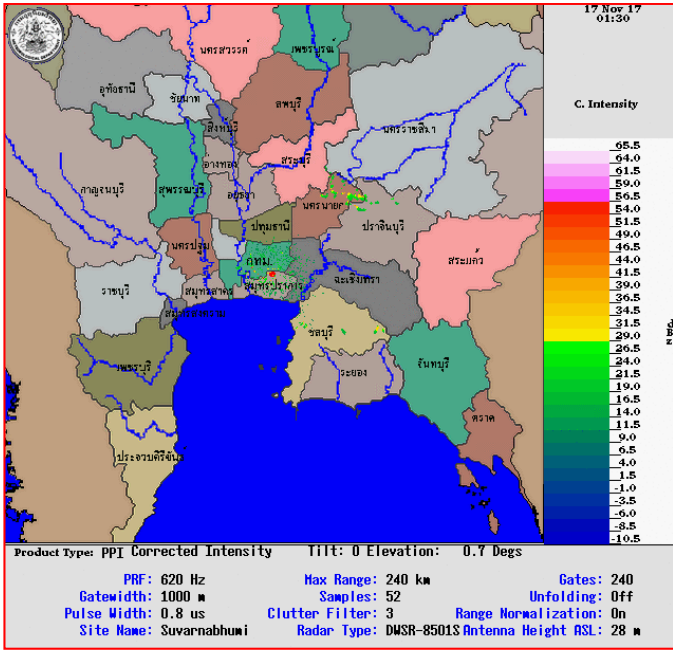 17 Nov 17
01:30
C. Intensity
65.5
64.0
61.5
59.0
56.5
54.0
51.5
49.0
46.5
44.0
41.5
39.0
36.5
34.0
31.5
29.0
26.5
24.0
21.5
19.0
16.5
14.0
11.5
9.0
6.5
4.0
1.5
-1.0
-3.5
-6.0
-8.5
-10.5
นครสวรรค์
เพชรบูรณ์
อุทัยธานี
ชัยนาท
ลพบุรี
สิงห์บุรี
นครราชสีมา
อ่างทอง
สระบุรี
กาญจนบุรี
สุพรรณบุรี
อยุธยา
นครนายก
ปราจีนบุรี
ปทุมธานี
นครปฐม
กทม.
สระแก้ว
ราชบุรี
สมุทรสาคร
สมุทรปราการ
ฉะเชิงเทรา
สมุทรสงคราม
ชลบุรี
เพชรบุรี
ระยอง
จันทบุรี
ตราด
ประจวบคีรีขันธ์
Product Type: PPI Corrected Intensity Tilt: 0 Elevation: 0.7 Degs
PRF: 620 Hz Max Range: 240 km Gates: 240
Gatewidth: 1000 m Samples: 52 Unfolding: Off
Pulse Width: 0.8 us Clutter Filter: 3 Range Normalization: On
Site Name: Suvarnabhumi Radar Type: DWSR-8501S Antenna Height ASL: 28 m